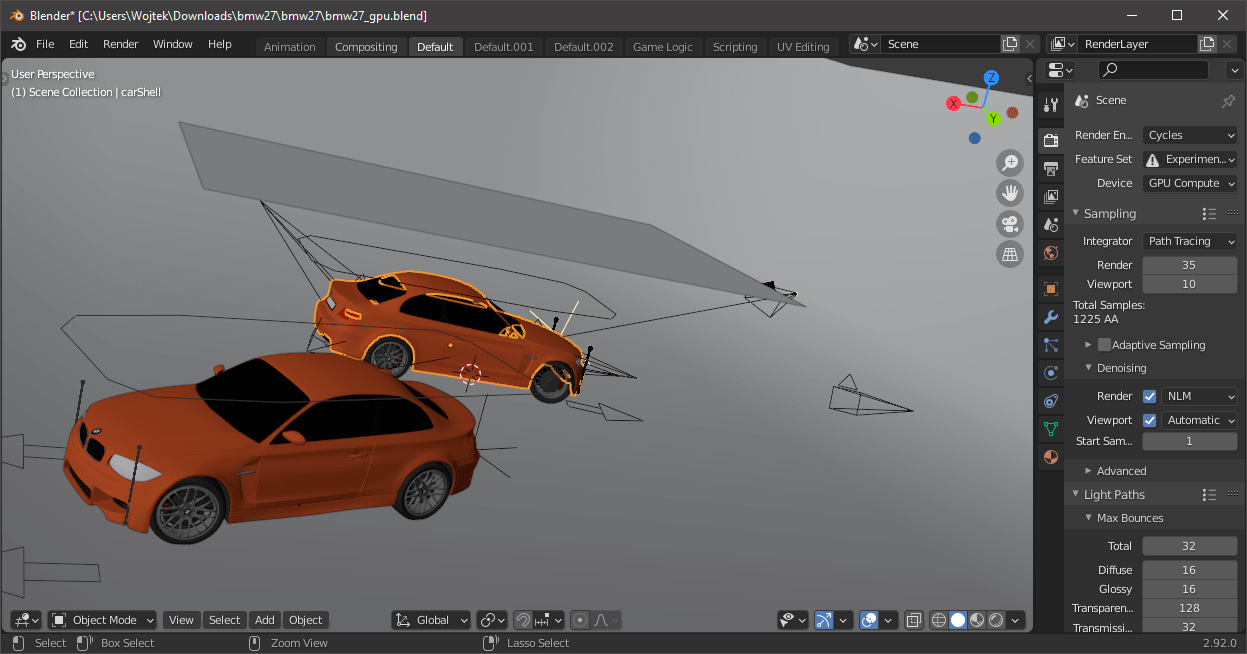 Blender* [C:\Users\Wojtek\Downloads\bmw27\bmw27\bmw27_gpu.blend]
File Edit Render Window Help
Animation Compositing Default Default.001 Default.002 Game Logic Scripting UV Editing
Scene
RenderLayer
User Perspective
(1) Scene Collection | carShell
Z
X
Y
Scene
Render En... Cycles
Feature Set Experimen...
Device GPU Compute
Sampling
Integrator Path Tracing
Render 35
Viewport 10
Total Samples:
1225 AA
Adaptive Sampling
Denoising
Render NLM
Viewport Automatic
Start Sam... 1
Advanced
Light Paths
Max Bounces
Total 32
Diffuse 16
Glossy 16
Transparen... 128
Transmissi... 32
Object Mode View Select Add Object Global
Select Box Select Zoom View Lasso Select 2.92.0